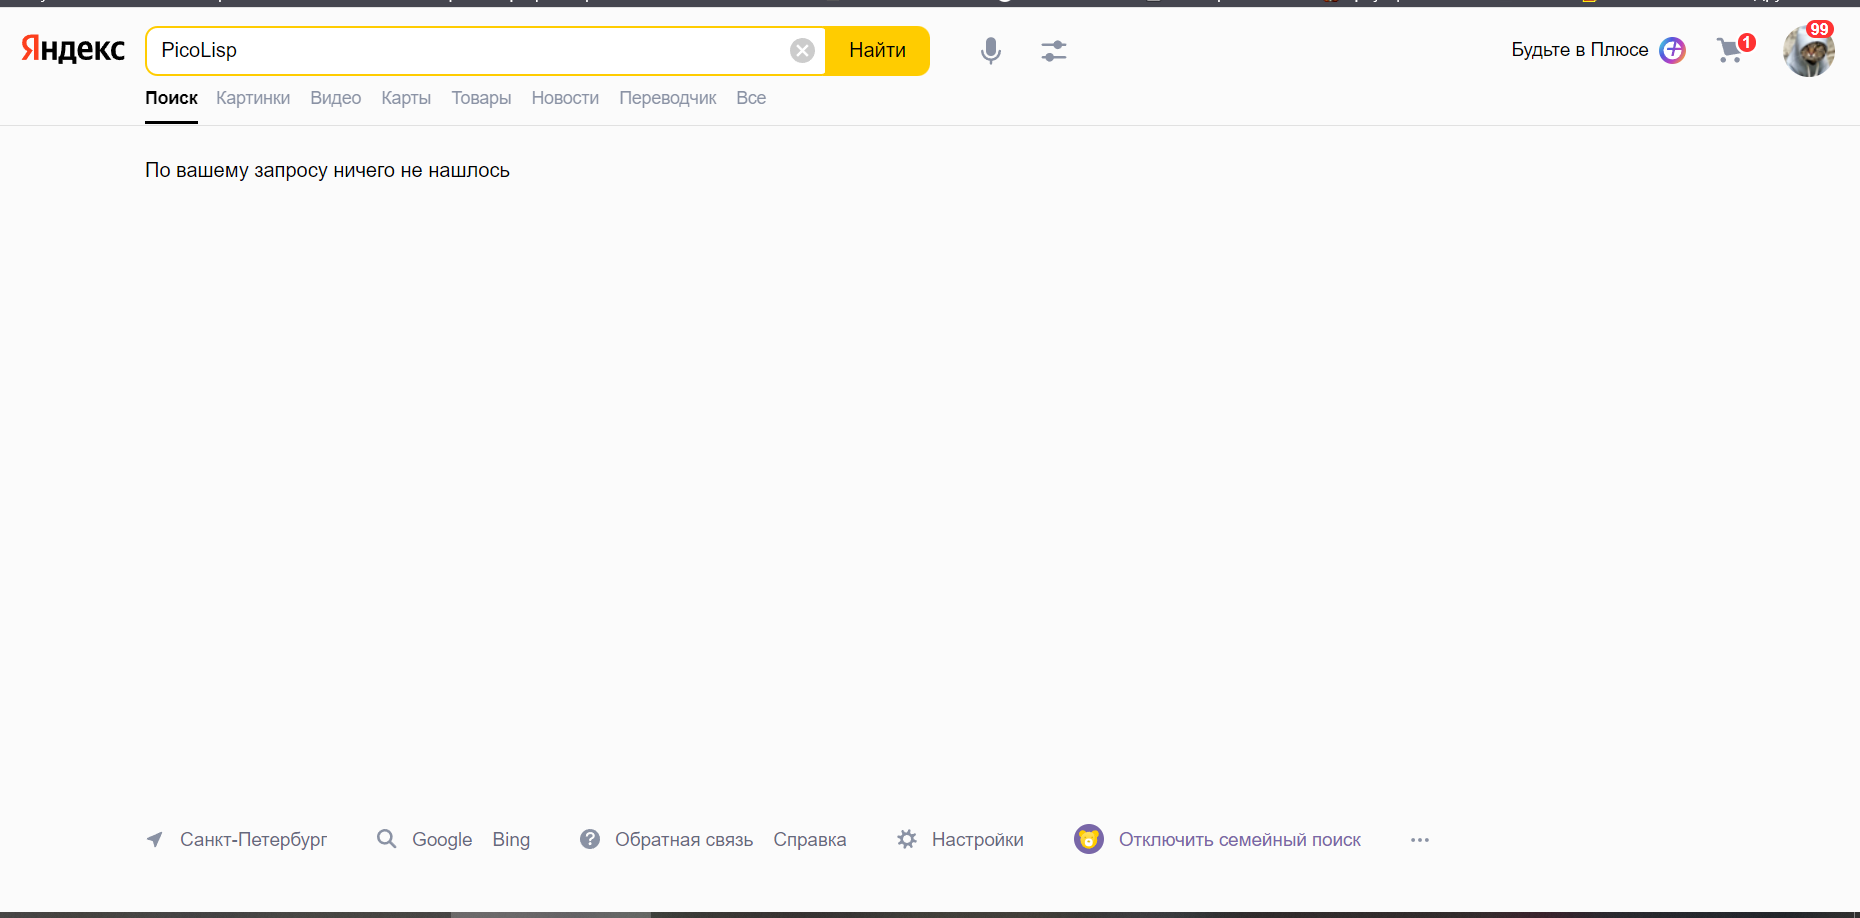 Яндекс
PicoLisp
Найти
Будьте в Плюсе
1
99
Поиск Картинки Видео Карты Товары Новости Переводчик Все
По вашему запросу ничего не нашлось
Санкт-Петербург Google Bing Обратная связь Справка Настройки Отключить семейный поиск ...